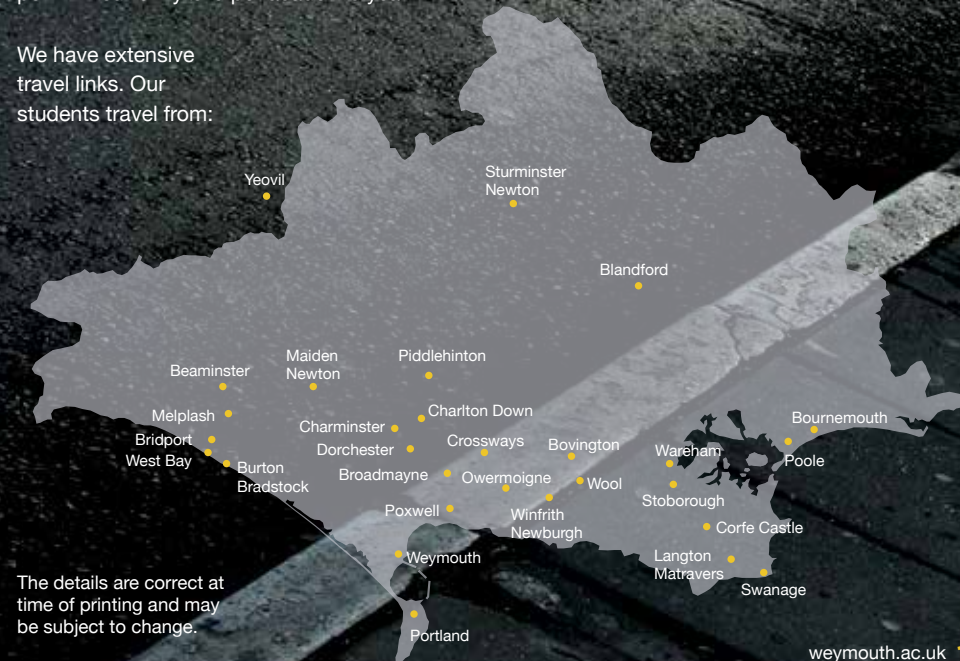 We have extensive
travel links. Our
students travel from:
Yeovil
Sturminster
Newton
Blandford
Beaminster
Maiden
Newton
Piddlehinton
Melplash
Charlton Down
Charminster
Bournemouth
Bridport
Dorchester
Crossways
Bovington
Wareham
Poole
West Bay
Burton
Bradstock
Broadmayne
Owermoigne
Wool
Stoborough
Poxwell
Winfrith
Newburgh
Corfe Castle
Weymouth
Langton
Matravers
Swanage
The details are correct at
time of printing and may
be subject to change.
Portland
weymouth.ac.uk